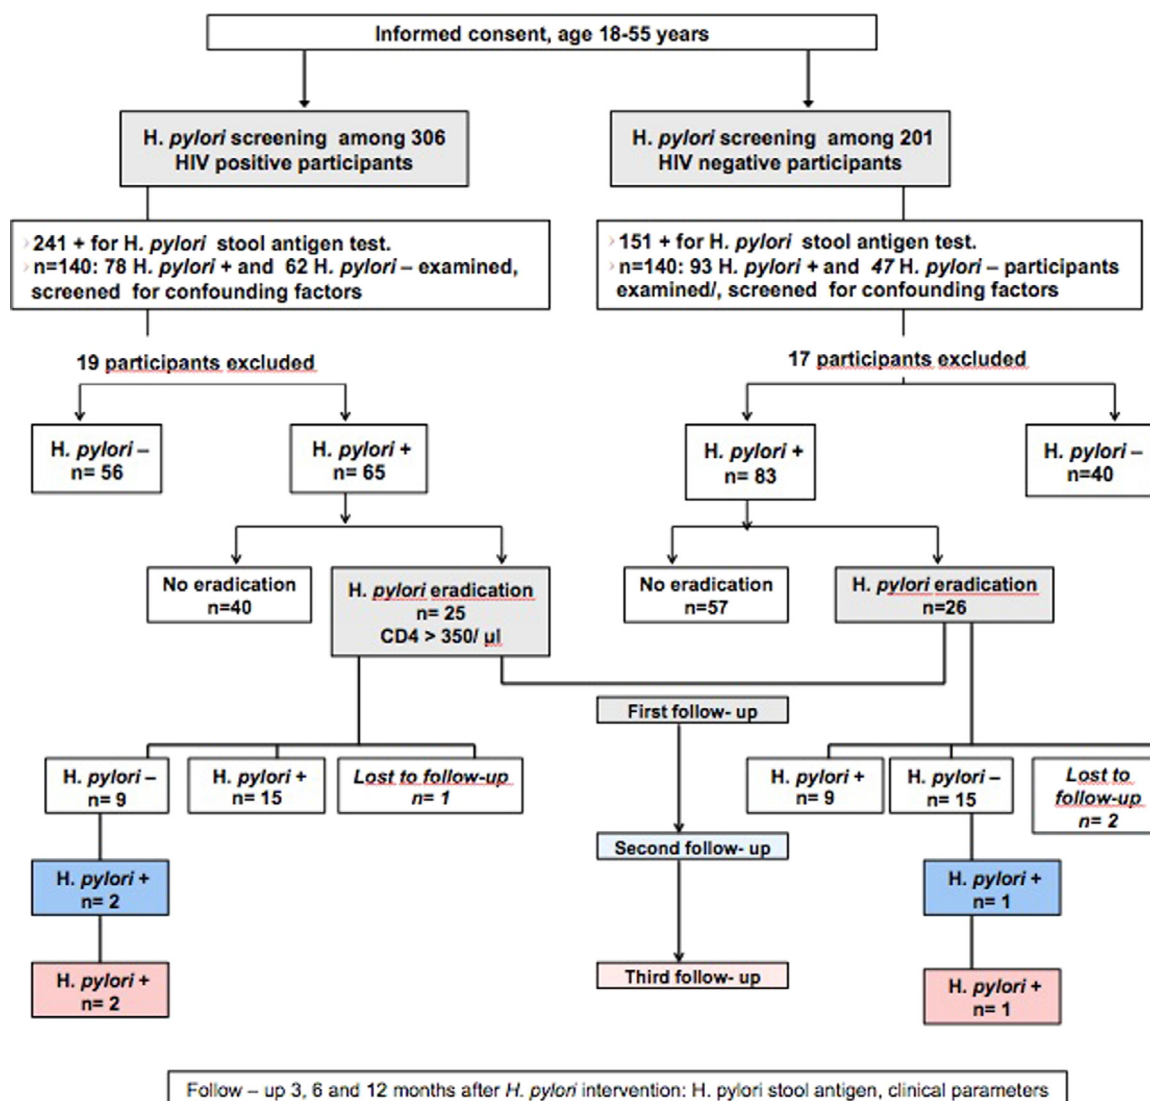 Informed consent, age 18-55 years
H. pylori screening among 306
HIV positive participants
H. pylori screening among 201
HIV negative participants
›241 + for H. pylori stool antigen test.
›n=140: 78 H. pylori + and 62 H. pylori – examined,
screened for confounding factors
›151 + for H. pylori stool antigen test.
›n=140: 93 H. pylori + and 47 H. pylori – participants
examined/, screened for confounding factors
19 participants excluded
17 participants excluded
H. pylori –
n= 56
H. pylori +
n= 65
H. pylori +
n= 83
H. pylori –
n=40
No eradication
n=40
H. pylori eradication
n= 25
CD4 > 350/ µl
No eradication
n=57
H. pylori eradication
n=26
First follow- up
H. pylori –
n= 9
H. pylori +
n= 15
Lost to follow-up
n= 1
H. pylori +
n= 9
H. pylori –
n= 15
Lost to
follow-up
n= 2
Second follow- up
H. pylori +
n= 2
H. pylori +
n= 1
Third follow- up
H. pylori +
n= 2
H. pylori +
n= 1
Follow – up 3, 6 and 12 months after H. pylori intervention: H. pylori stool antigen, clinical parameters